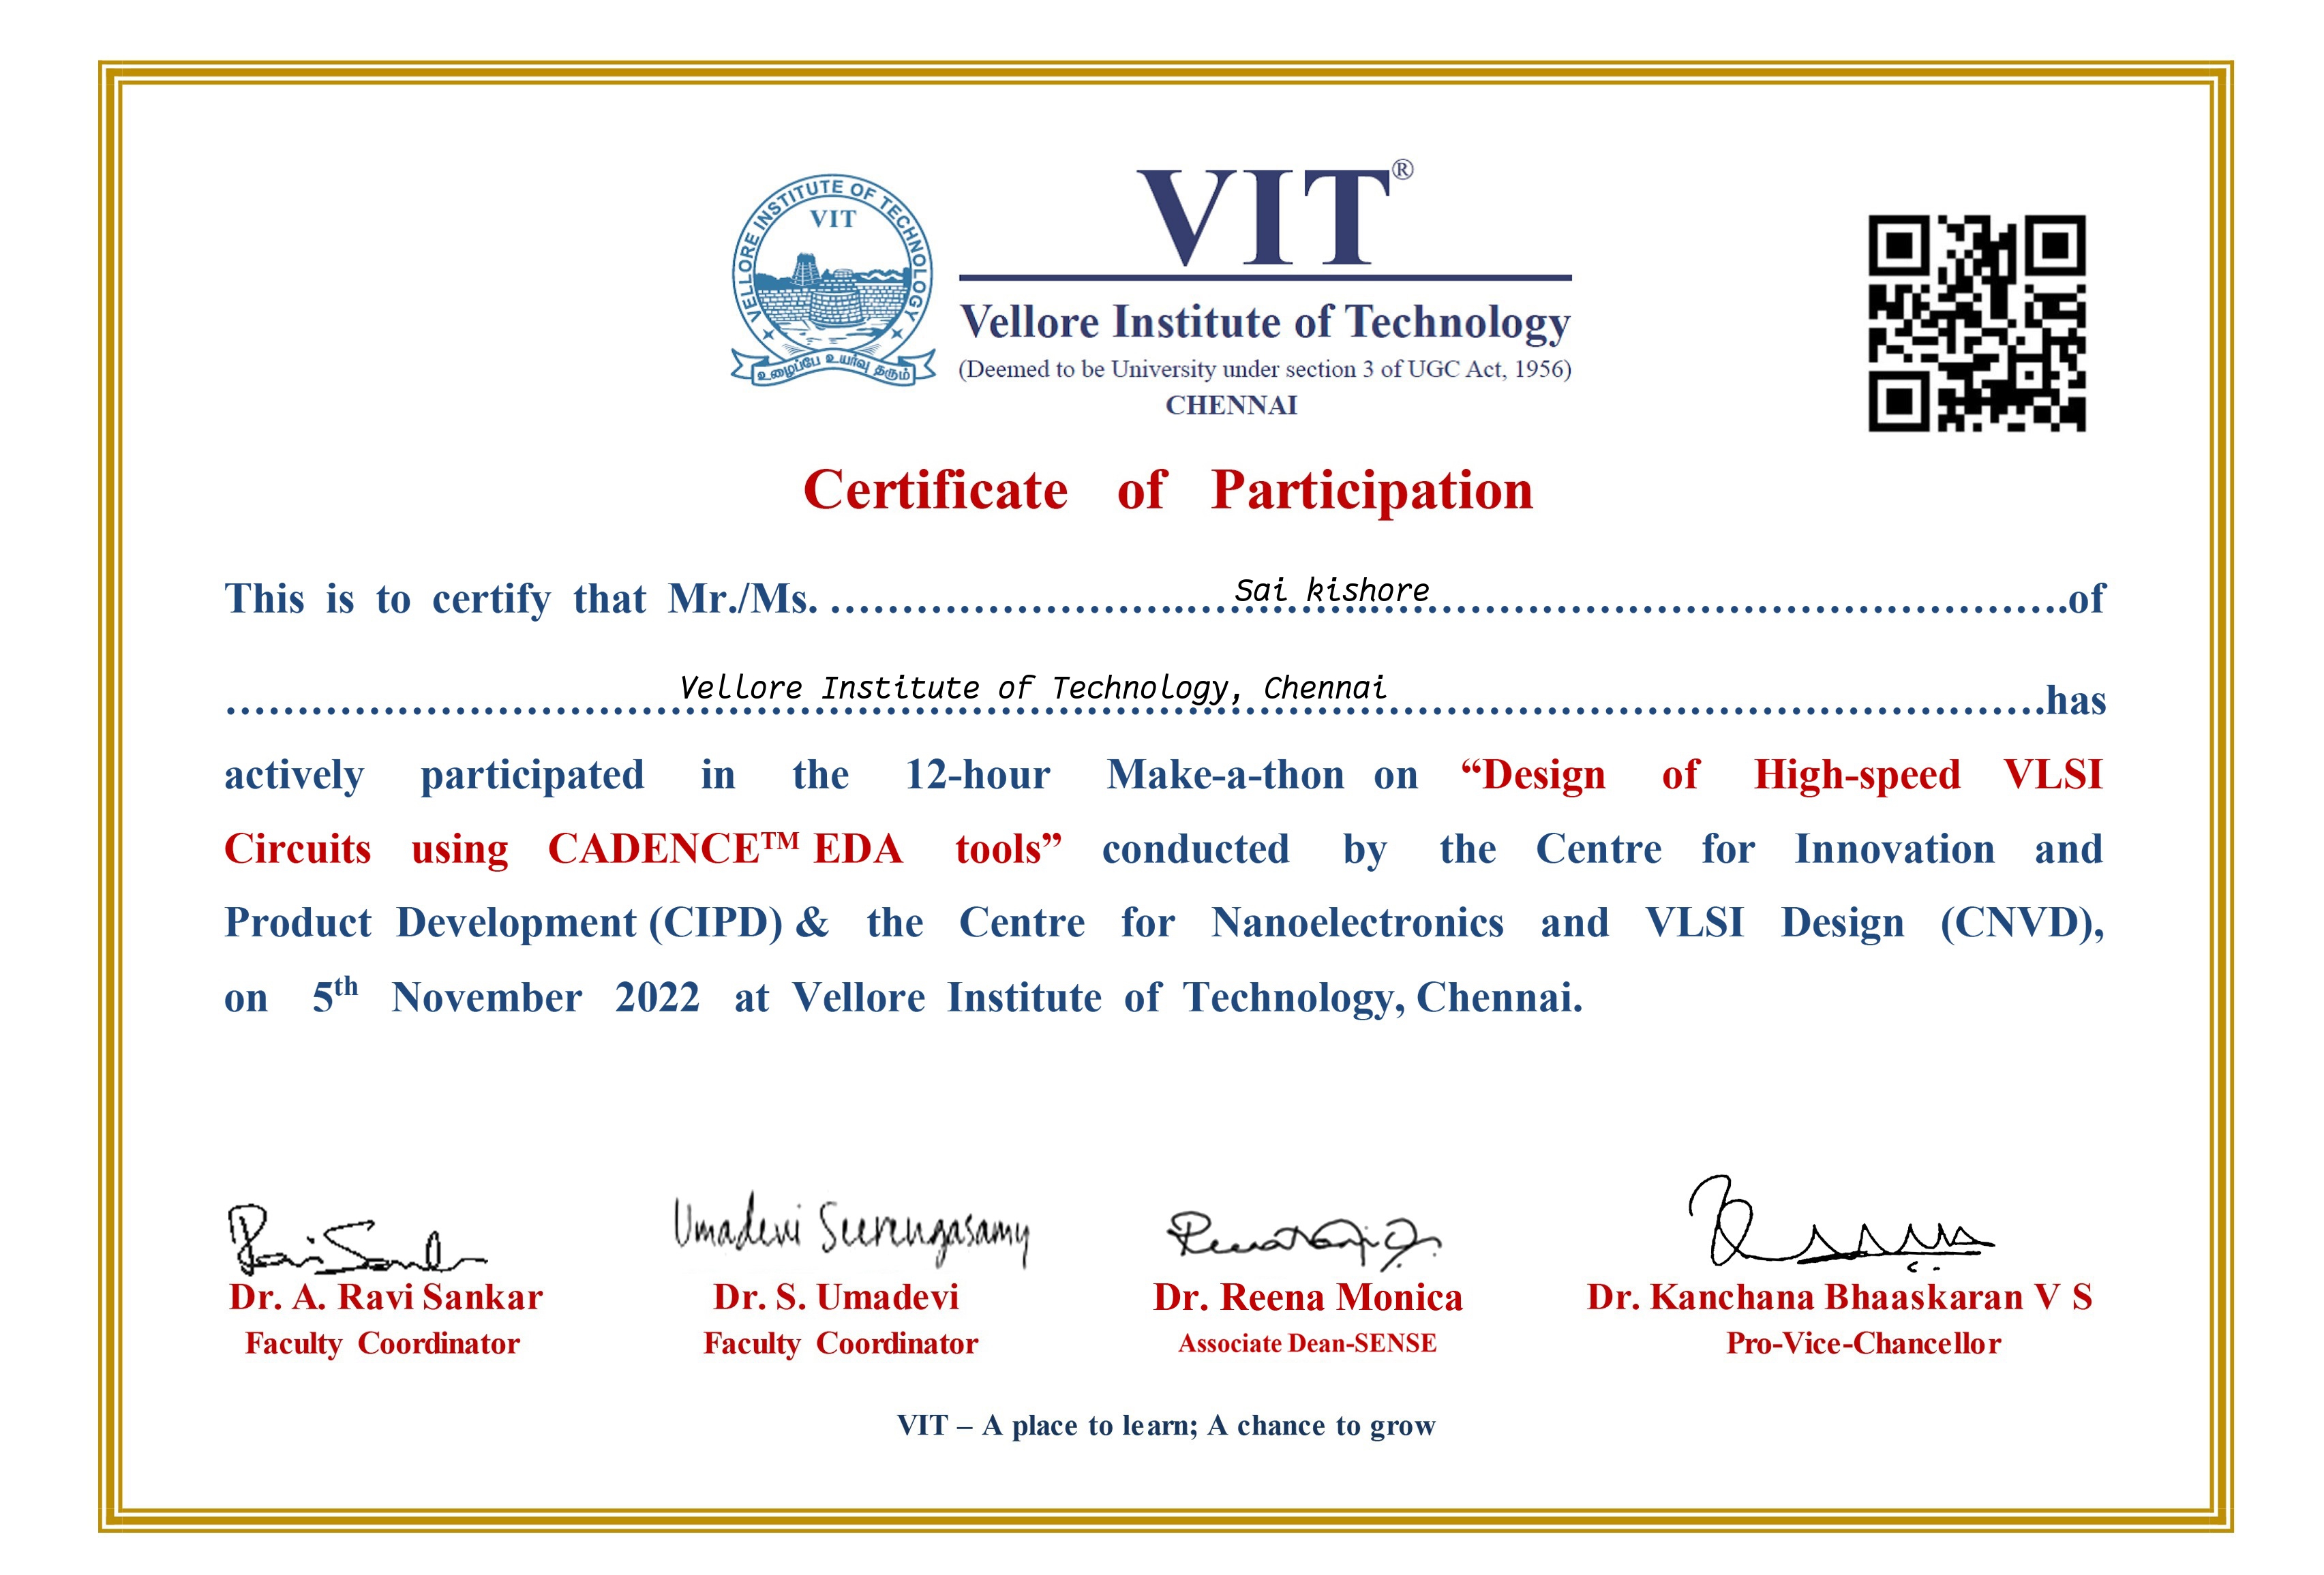 VELLORE INSTITUTE OF TECHNOLOGY
VIT
உழைப்பே உயர்வு தரும்
VIT®
Vellore Institute of Technology
(Deemed to be University under section 3 of UGC Act, 1956)
CHENNAI
Certificate of Participation
This is to certify that Mr./Ms. Sai kishore of
Vellore Institute of Technology, Chennai has
actively participated in the 12-hour Make-a-thon on “Design of High-speed VLSI
Circuits using CADENCE™ EDA tools” conducted by the Centre for Innovation and
Product Development (CIPD) & the Centre for Nanoelectronics and VLSI Design (CNVD),
on 5th November 2022 at Vellore Institute of Technology, Chennai.
Umadevi Seerengasamy
Dr. A. Ravi Sankar Dr. S. Umadevi Dr. Reena Monica Dr. Kanchana Bhaaskaran V S
Faculty Coordinator Faculty Coordinator Associate Dean-SENSE Pro-Vice-Chancellor
VIT – A place to learn; A chance to grow